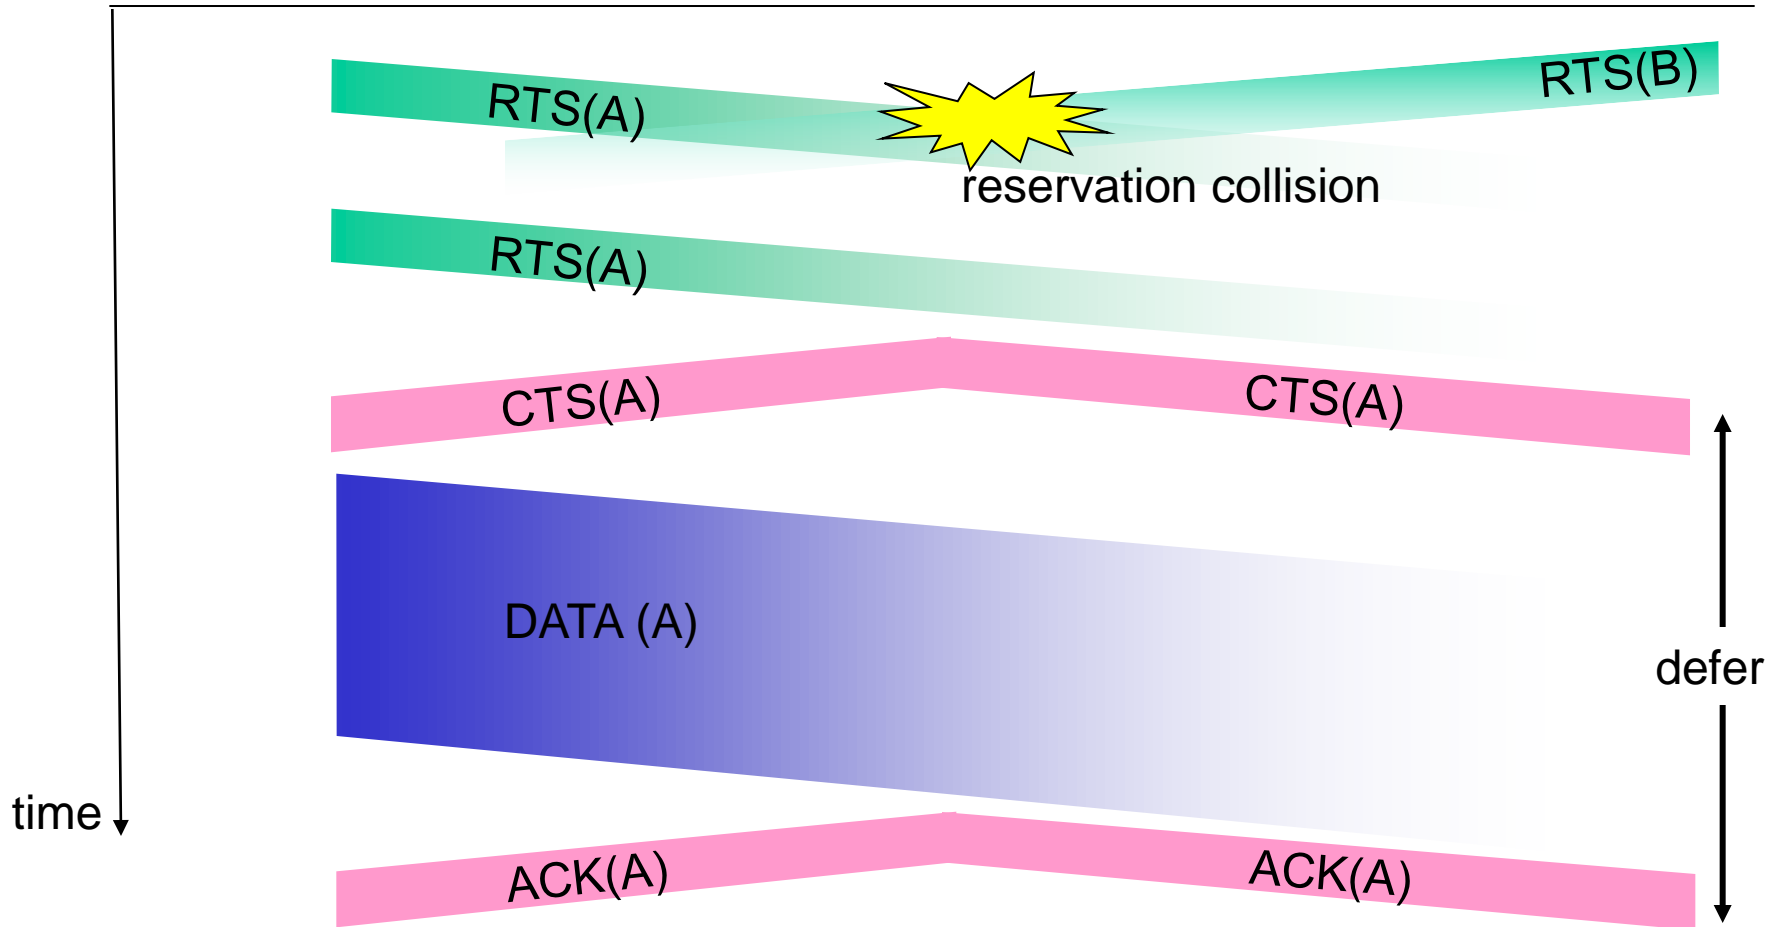 RTS(A)
RTS(B)
reservation collision
RTS(A)
CTS(A)
CTS(A)
DATA (A)
defer
time
ACK(A)
ACK(A)